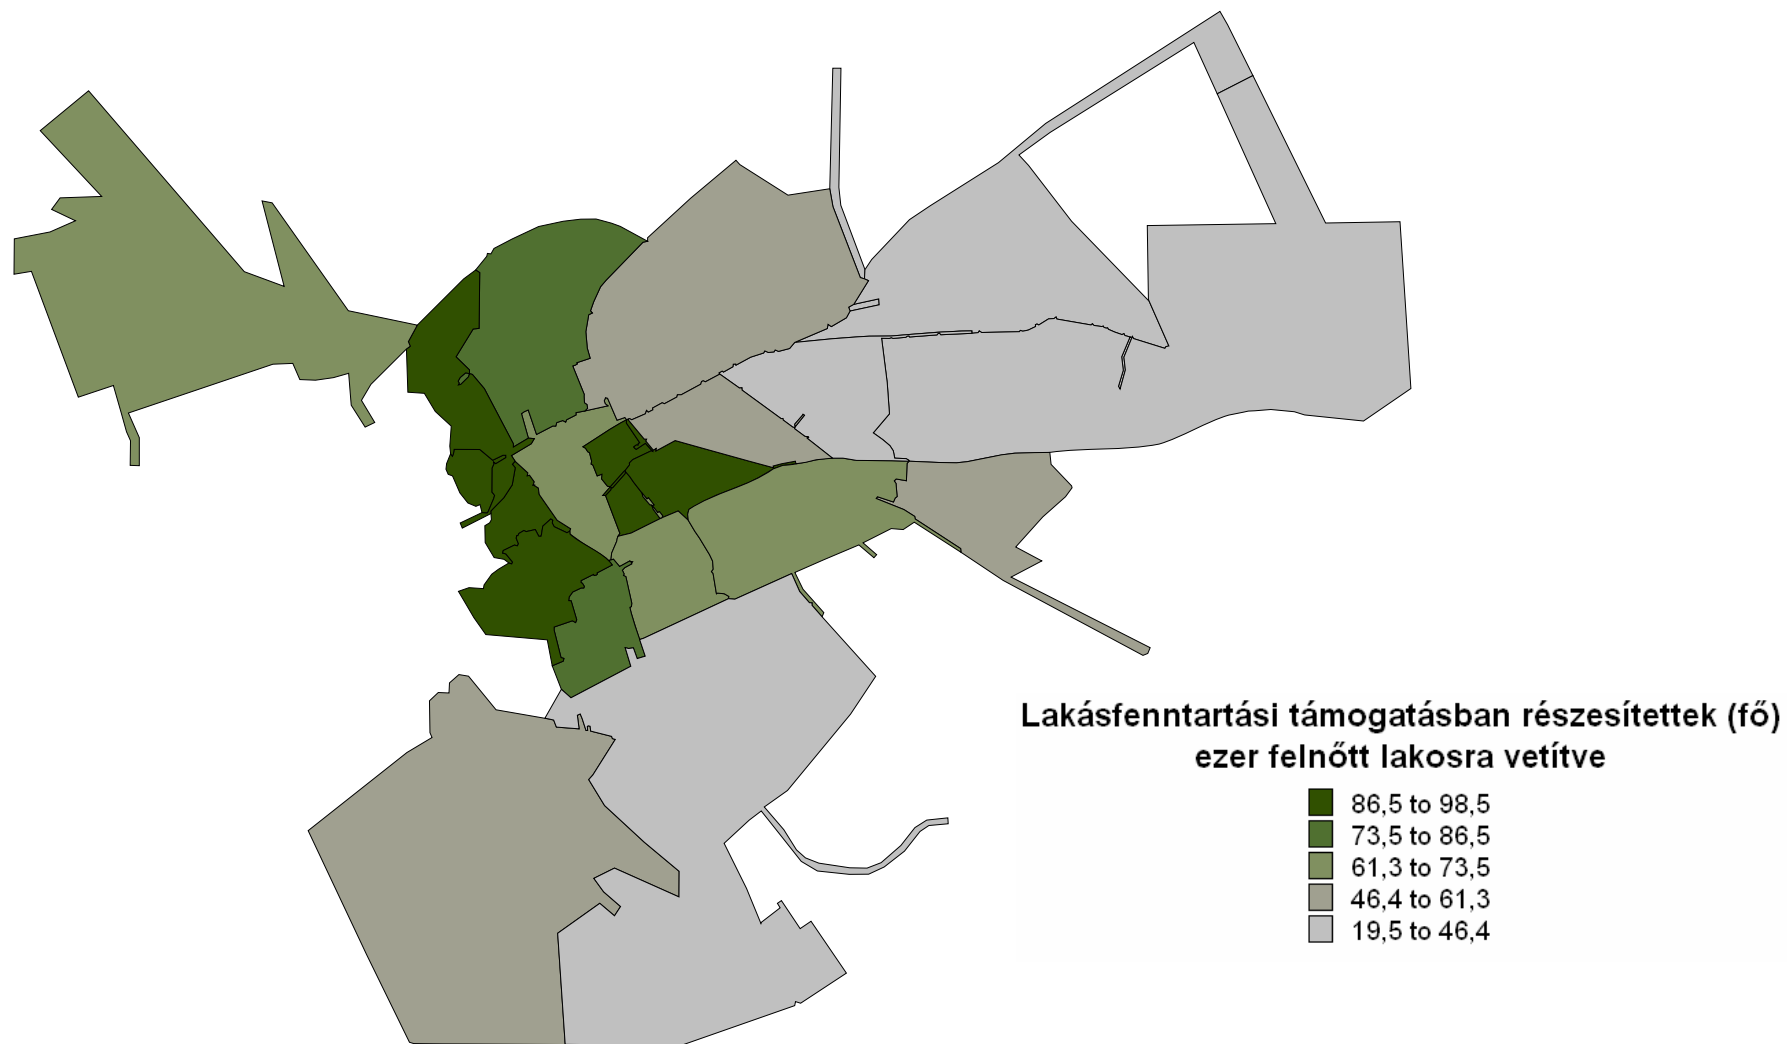 Lakásfenntartási támogatásban részesítettek (fő)
ezer felnőtt lakosra vetítve
86,5 to 98,5
73,5 to 86,5
61,3 to 73,5
46,4 to 61,3
19,5 to 46,4